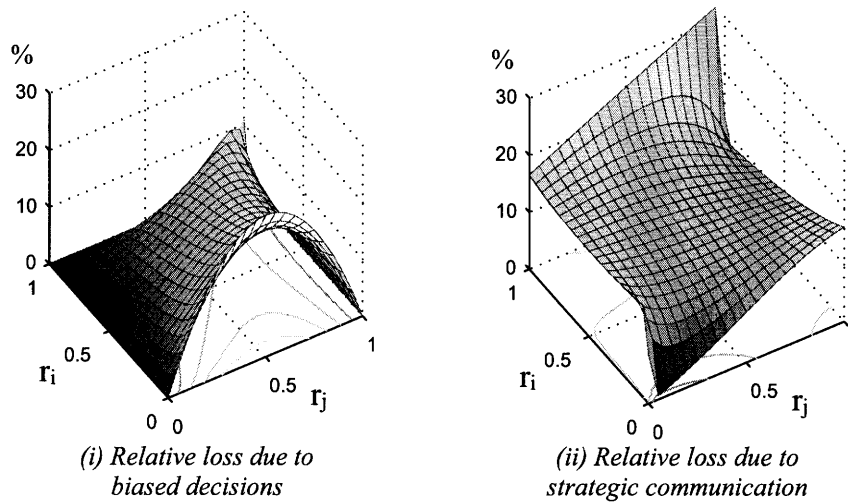 %
30
20
10
0
1
0.5
r_i
0 0
0.5
r_j
1
(i) Relative loss due to
biased decisions
%
30
20
10
0
1
0.5
r_i
0 0
0.5
r_j
(ii) Relative loss due to
strategic communication